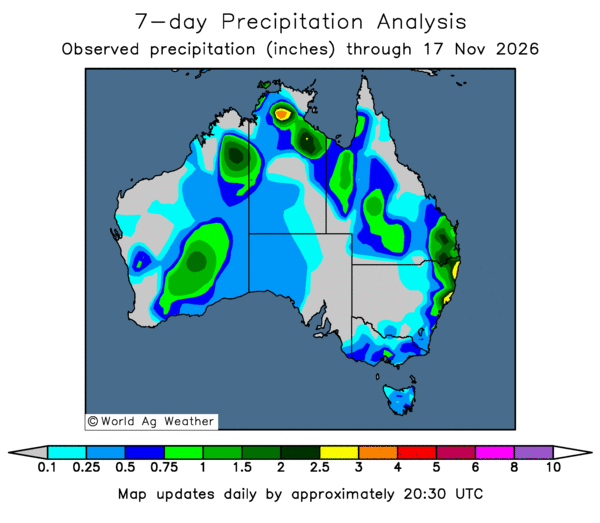 7-day Precipitation Analysis
Observed precipitation (inches) through 17 Nov 2026
©World Ag Weather
0.1 0.25 0.5 0.75 1 1.5 2 2.5 3 4 5 6 8 10
Map updates daily by approximately 20:30 UTC